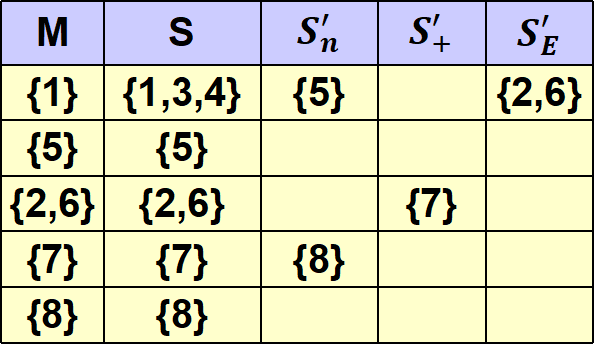 M S S′ₙ S′₊ S′_E
{1} {1,3,4} {5} {2,6}
{5} {5}
{2,6} {2,6} {7}
{7} {7} {8}
{8} {8}